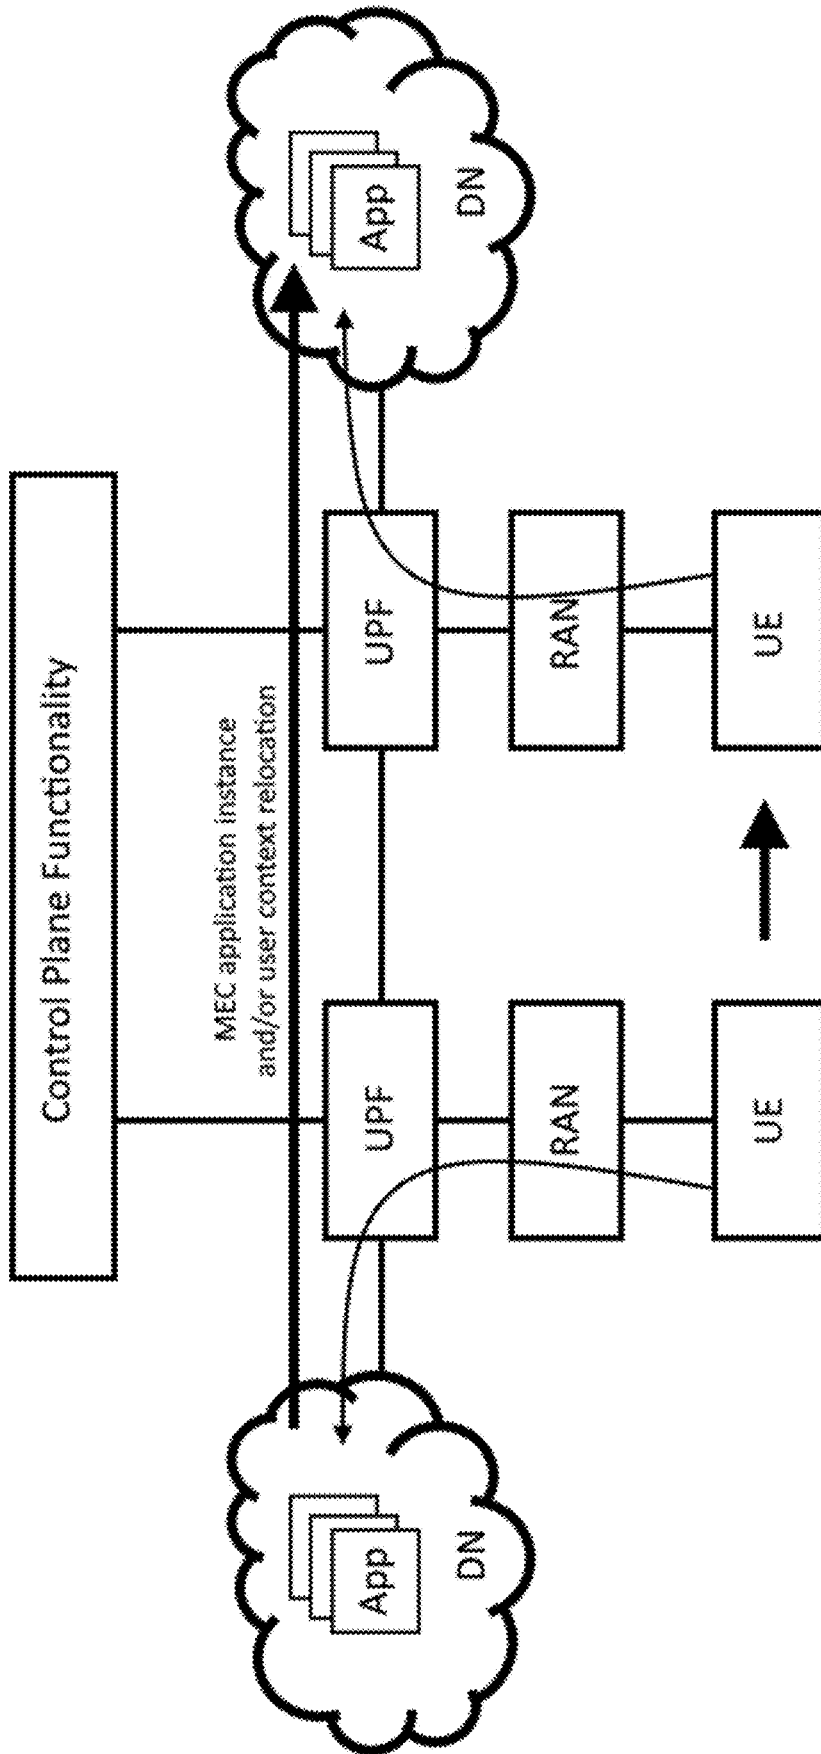 Control Plane Functionality
MEC application instance
and/or user context relocation
App
DN
UPF
UPF
App
DN
RAN
RAN
UE
UE